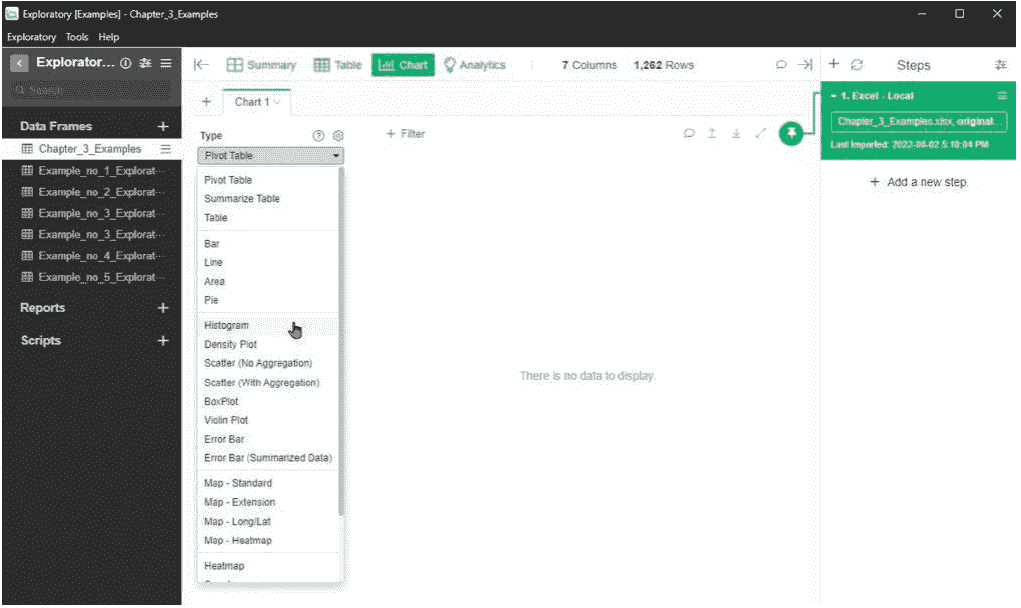 Exploratory [Examples] - Chapter_3_Examples
Exploratory Tools Help
Explorator...
Search
Data Frames
Chapter_3_Examples
Example_no_1_Explorat...
Example_no_2_Explorat...
Example_no_3_Explorat...
Example_no_3_Explorat...
Example_no_4_Explorat...
Example_no_5_Explorat...
Reports
Scripts
Summary Table Chart Analytics 7 Columns 1,262 Rows
Chart 1
Type
+ Filter
Pivot Table
Pivot Table
Summarize Table
Table
Bar
Line
Area
Pie
Histogram
Density Plot
Scatter (No Aggregation)
Scatter (With Aggregation)
BoxPlot
Violin Plot
Error Bar
Error Bar (Summarized Data)
Map - Standard
Map - Extension
Map - Long/Lat
Map - Heatmap
Heatmap
There is no data to display.
Steps
1. Excel - Local
Chapter_3_Examples.xlsx, original...
Last Imported: 2022-08-02 5:10:04 PM
+ Add a new step